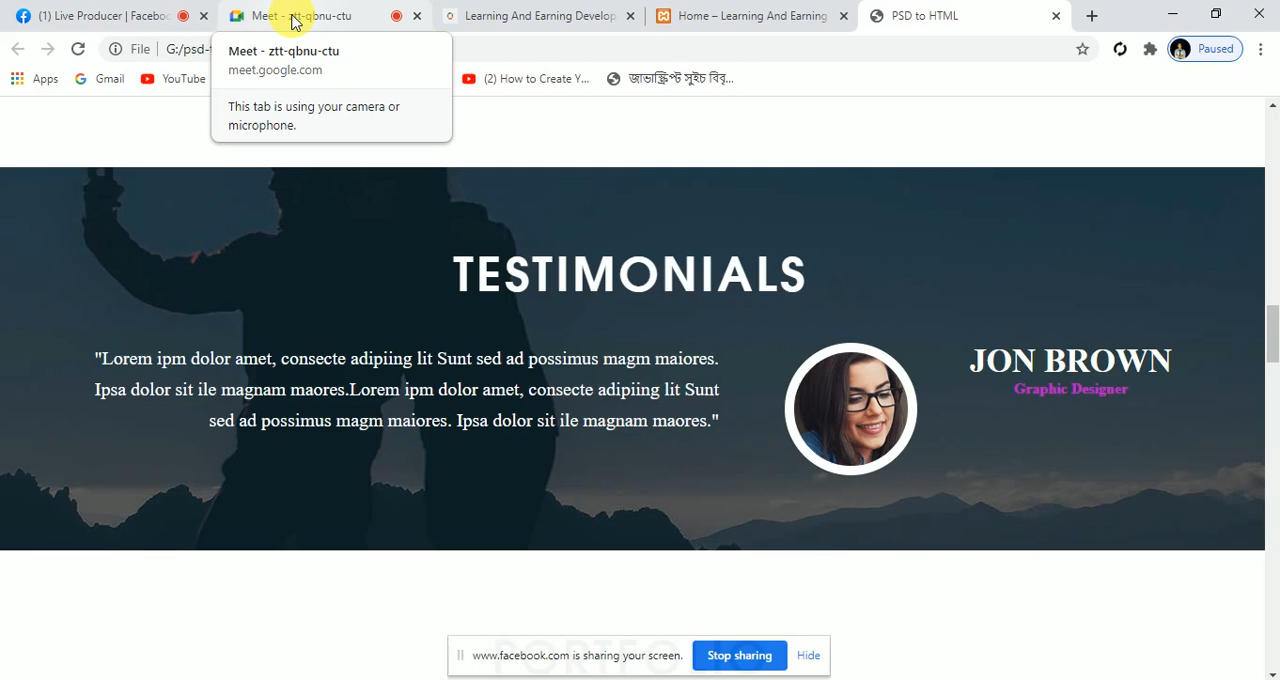 (1) Live Producer | Faceboo
Meet - ztt-qbnu-ctu
Learning And Earning Develop
Home – Learning And Earning
PSD to HTML
File
G:/psd-t
Paused
Apps
Gmail
YouTube
(2) How to Create Y...
জাভাস্ক্রিপ্ট সুইচ বিবৃ...
Meet - ztt-qbnu-ctu
meet.google.com
This tab is using your camera or
microphone.
TESTIMONIALS
"Lorem ipm dolor amet, consecte adipiing lit Sunt sed ad possimus magm maiores.
Ipsa dolor sit ile magnam maores.Lorem ipm dolor amet, consecte adipiing lit Sunt
sed ad possimus magm maiores. Ipsa dolor sit ile magnam maores."
JON BROWN
Graphic Designer
PORTFOLIO
www.facebook.com is sharing your screen.
Stop sharing
Hide